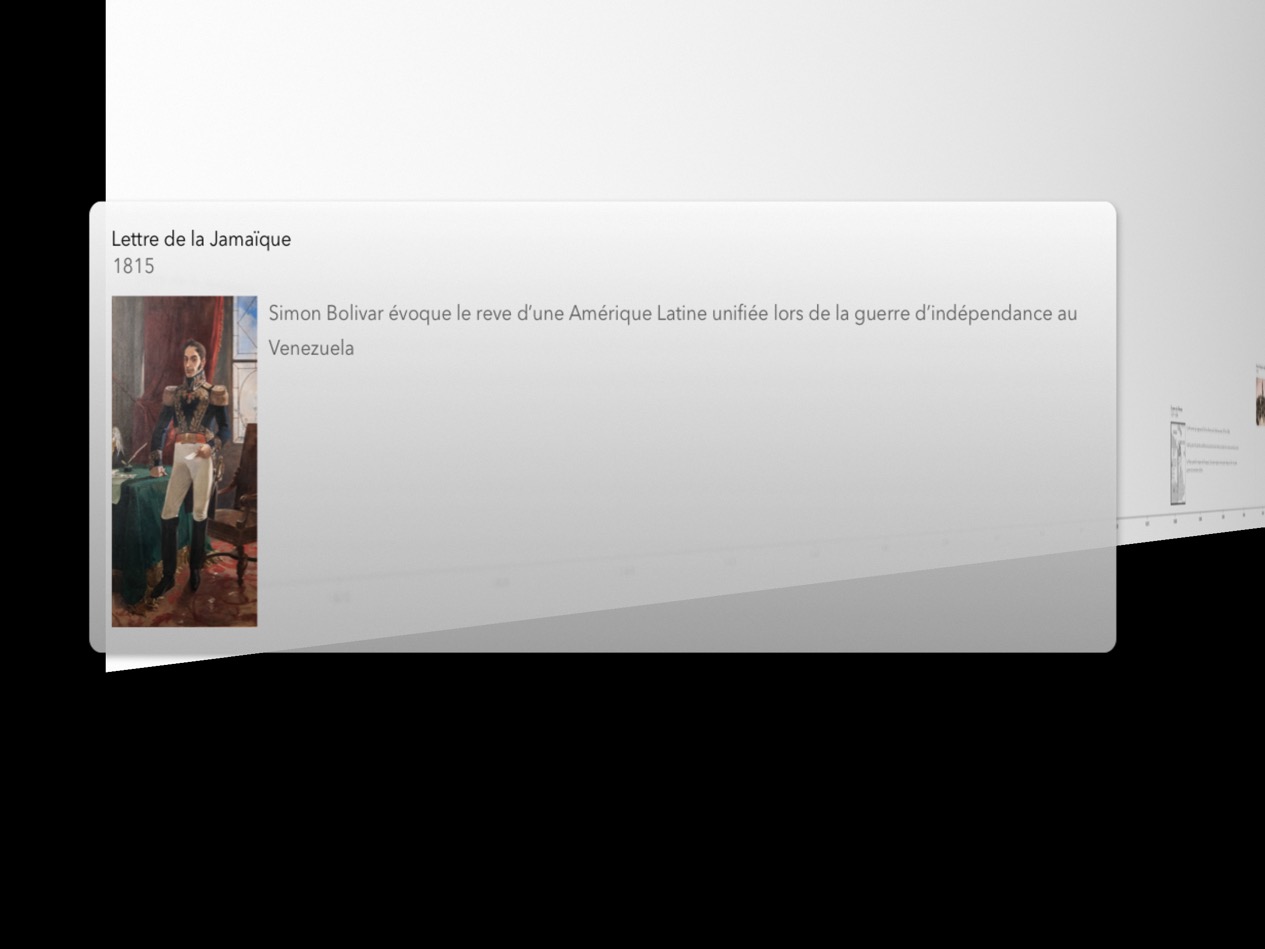 Lettre de la Jamaïque
1815
Simon Bolivar évoque le reve d’une Amérique Latine unifiée lors de la guerre d’indépendance au
Venezuela